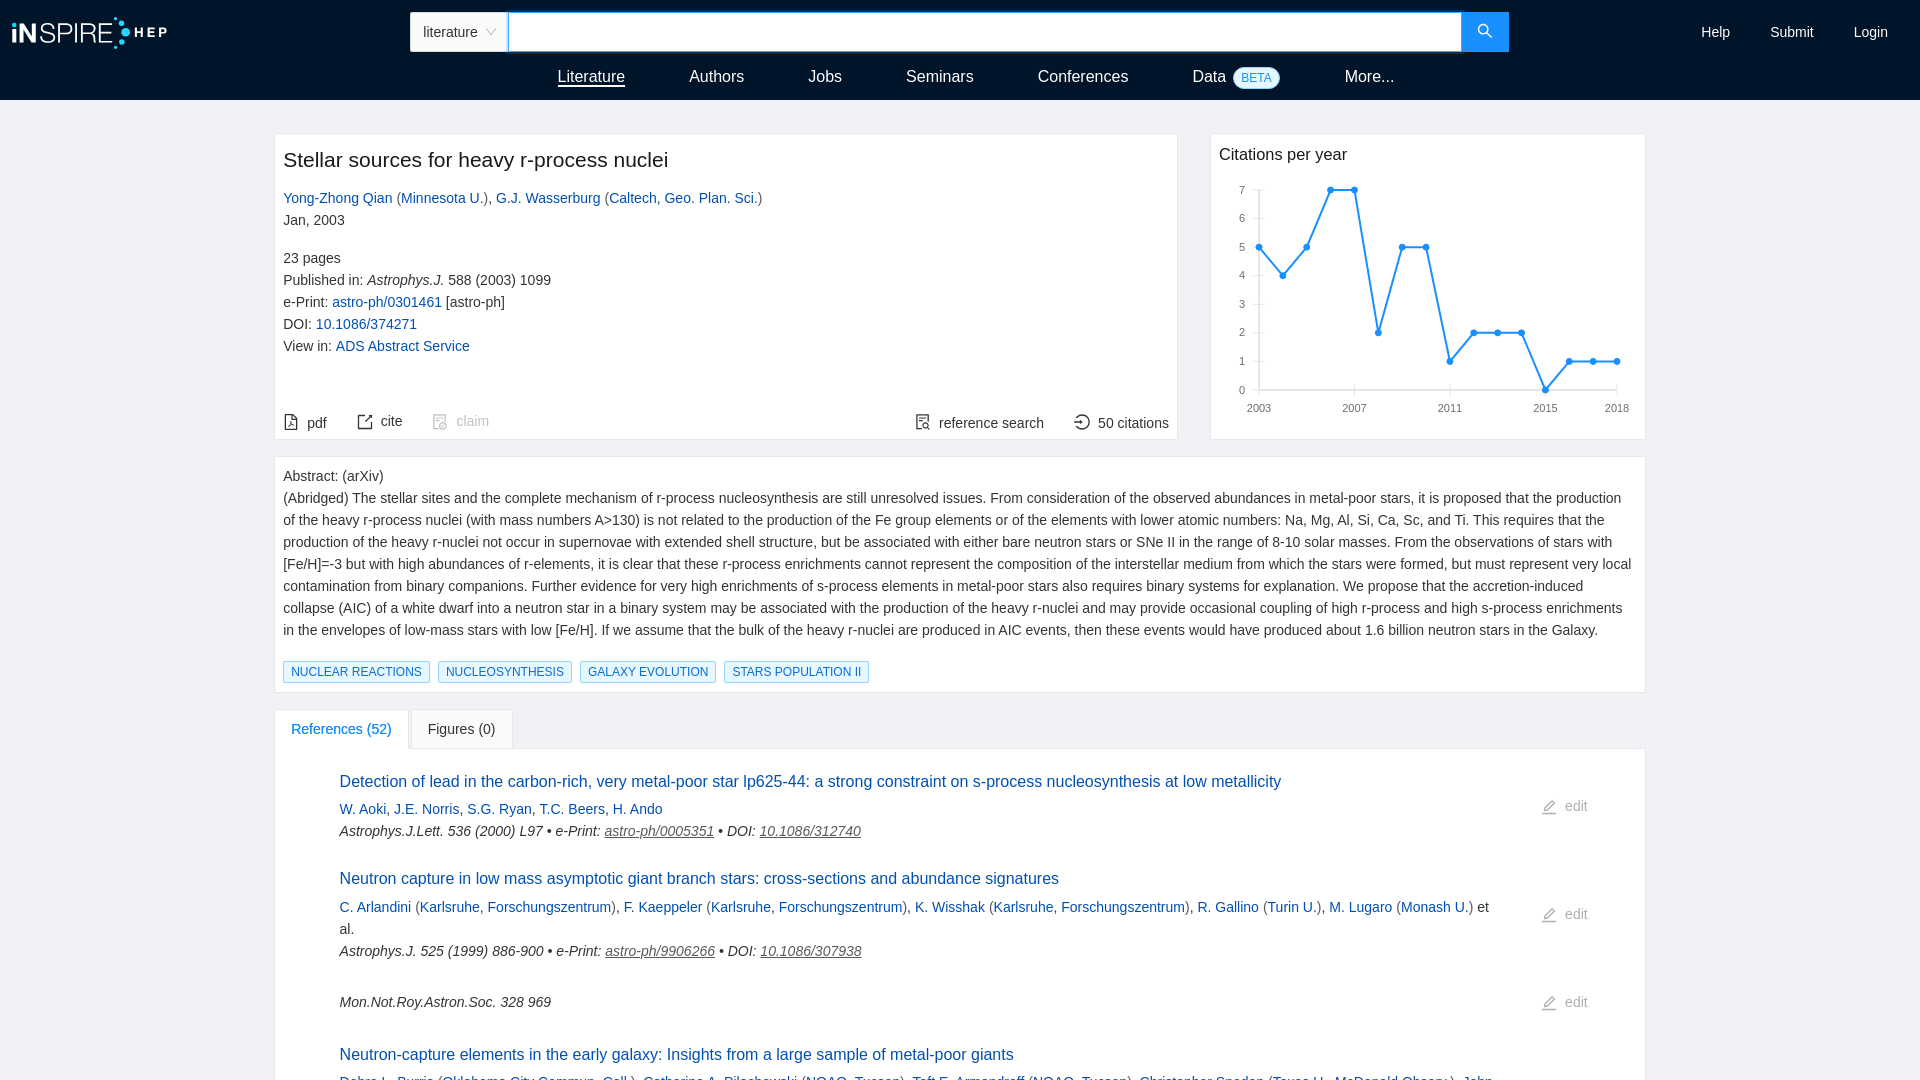 iNSPIRE HEP
literature
Help
Submit
Login
Literature
Authors
Jobs
Seminars
Conferences
Data BETA
More...
Stellar sources for heavy r-process nuclei
Yong-Zhong Qian (Minnesota U.), G.J. Wasserburg (Caltech, Geo. Plan. Sci.)
Jan, 2003
23 pages
Published in: Astrophys.J. 588 (2003) 1099
e-Print: astro-ph/0301461 [astro-ph]
DOI: 10.1086/374271
View in: ADS Abstract Service
pdf
cite
claim
reference search
50 citations
Citations per year
7
6
5
4
3
2
1
0
2003
2007
2011
2015
2018
Abstract: (arXiv)
(Abridged) The stellar sites and the complete mechanism of r-process nucleosynthesis are still unresolved issues. From consideration of the observed abundances in metal-poor stars, it is proposed that the production
of the heavy r-process nuclei (with mass numbers A>130) is not related to the production of the Fe group elements or of the elements with lower atomic numbers: Na, Mg, Al, Si, Ca, Sc, and Ti. This requires that the
production of the heavy r-nuclei not occur in supernovae with extended shell structure, but be associated with either bare neutron stars or SNe II in the range of 8-10 solar masses. From the observations of stars with
[Fe/H]=-3 but with high abundances of r-elements, it is clear that these r-process enrichments cannot represent the composition of the interstellar medium from which the stars were formed, but must represent very local
contamination from binary companions. Further evidence for very high enrichments of s-process elements in metal-poor stars also requires binary systems for explanation. We propose that the accretion-induced
collapse (AIC) of a white dwarf into a neutron star in a binary system may be associated with the production of the heavy r-nuclei and may provide occasional coupling of high r-process and high s-process enrichments
in the envelopes of low-mass stars with low [Fe/H]. If we assume that the bulk of the heavy r-nuclei are produced in AIC events, then these events would have produced about 1.6 billion neutron stars in the Galaxy.
NUCLEAR REACTIONS
NUCLEOSYNTHESIS
GALAXY EVOLUTION
STARS POPULATION II
References (52)
Figures (0)
Detection of lead in the carbon-rich, very metal-poor star lp625-44: a strong constraint on s-process nucleosynthesis at low metallicity
W. Aoki, J.E. Norris, S.G. Ryan, T.C. Beers, H. Ando
Astrophys.J.Lett. 536 (2000) L97 • e-Print: astro-ph/0005351 • DOI: 10.1086/312740
edit
Neutron capture in low mass asymptotic giant branch stars: cross-sections and abundance signatures
C. Arlandini (Karlsruhe, Forschungszentrum), F. Kaeppeler (Karlsruhe, Forschungszentrum), K. Wisshak (Karlsruhe, Forschungszentrum), R. Gallino (Turin U.), M. Lugaro (Monash U.) et
al.
Astrophys.J. 525 (1999) 886-900 • e-Print: astro-ph/9906266 • DOI: 10.1086/307938
edit
Mon.Not.Roy.Astron.Soc. 328 969
edit
Neutron-capture elements in the early galaxy: Insights from a large sample of metal-poor giants